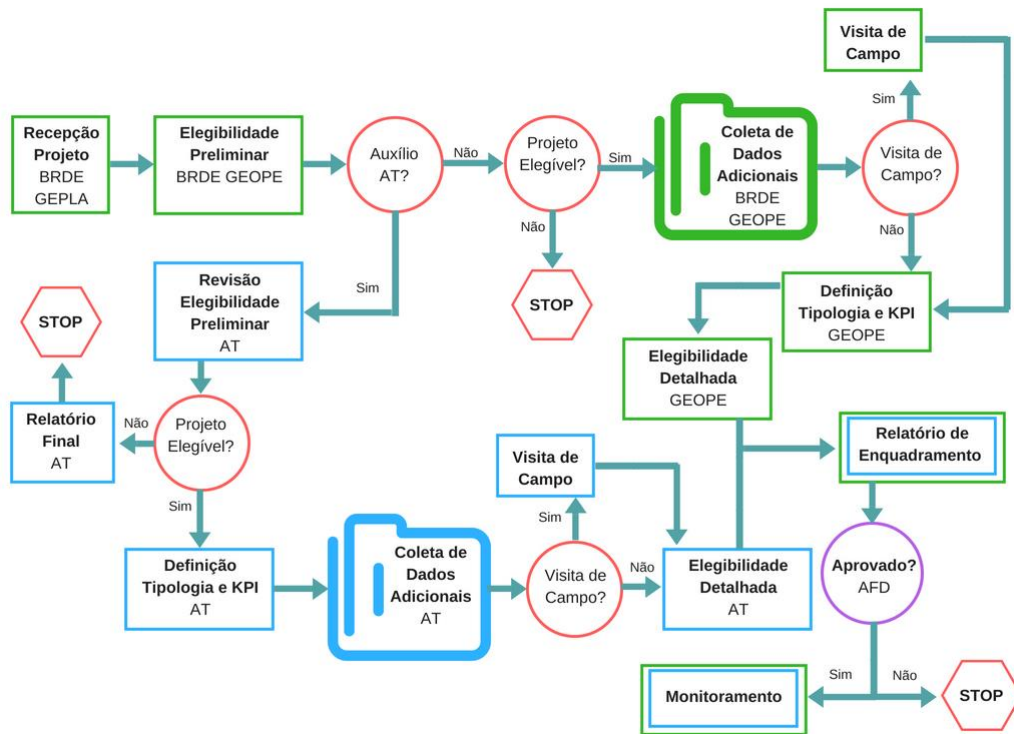 Visita de
Campo
Sim
Recepção
Projeto
BRDE
GEPLA
Elegibilidade
Preliminar
BRDE GEOPE
Auxílio
AT?
Não
Projeto
Elegível?
Sim
Coleta de
Dados
Adicionais
BRDE
GEOPE
Visita de
Campo?
Não
Não
STOP
Sim
Revisão
Elegibilidade
Preliminar
AT
STOP
Definição
Tipologia e KPI
GEOPE
Elegibilidade
Detalhada
GEOPE
Relatório
Final
AT
Não
Projeto
Elegível?
Sim
Relatório de
Enquadramento
Visita de
Campo
Sim
Definição
Tipologia e KPI
AT
Coleta de
Dados
Adicionais
AT
Visita de
Campo?
Não
Elegibilidade
Detalhada
AT
Aprovado?
AFD
Sim
Não
Monitoramento
STOP